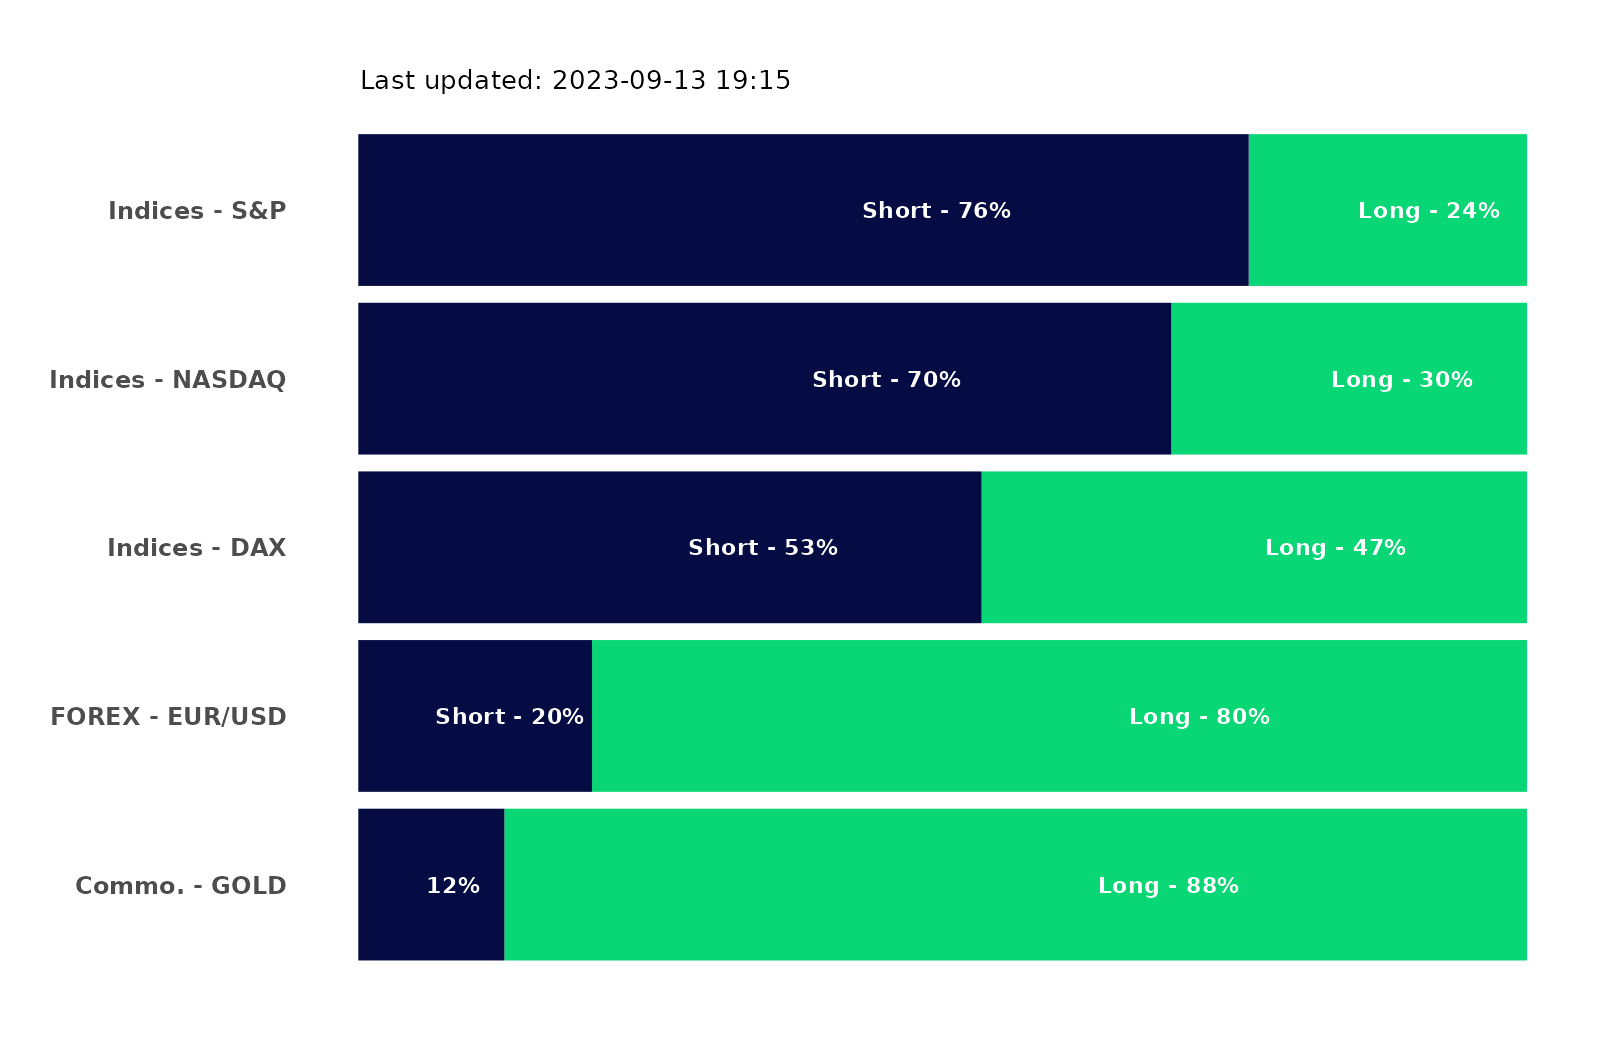 Last updated: 2023-09-13 19:15
Indices - S&P Short - 76% Long - 24%
Indices - NASDAQ Short - 70% Long - 30%
Indices - DAX Short - 53% Long - 47%
FOREX - EUR/USD Short - 20% Long - 80%
Commo. - GOLD 12% Long - 88%